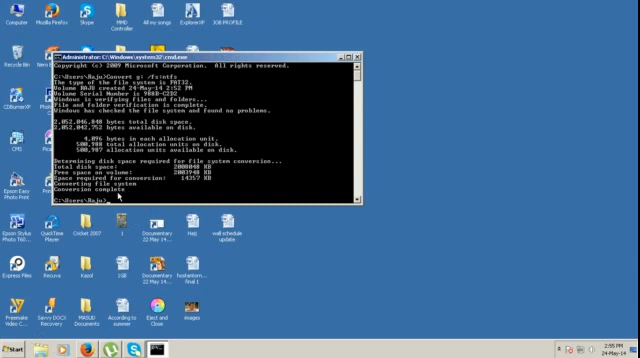 Computer
Mozilla Firefox
Skype
MMD Controller
All my songs
ExplorerXP
JOB PROFILE
Recycle Bin
Administrator: C:\Windows\system32\cmd.exe
Copyright (c) 2009 Microsoft Corporation. All rights reserved.
C:\Users\Raju>Convert g: /fs:ntfs
The type of the file system is FAT32.
Volume RAJU created 24-May-14 2:52 PM
Volume Serial Number is 9B8B-C2D2
Windows is verifying files and folders...
File and folder verification is complete.
Windows has checked the file system and found no problems.
2,052,046,848 bytes total disk space.
2,052,042,752 bytes available on disk.
4,096 bytes in each allocation unit.
500,988 total allocation units on disk.
500,987 allocation units available on disk.
Determining disk space required for file system conversion...
Total disk space: 2008048 KB
Free space on volume: 2003948 KB
Space required for conversion: 14357 KB
Converting file system
Conversion complete
C:\Users\Raju>_
CDBurnerXP
CMS
Epson Easy Photo Print
Epson Stylus Photo T60...
QuickTime Player
Cricket 2007
1
Documentary 22 May 14...
Hajj
wall schedule update
Express Files
Recuva
Kazol
2GB
Documentary 22 May 14...
hostantorn... final 1
Freemake Video C...
Savvy DOCX Recovery
MASUD Documents
According to summer
Eject and Close
images
Start
2:55 PM
24-May-14